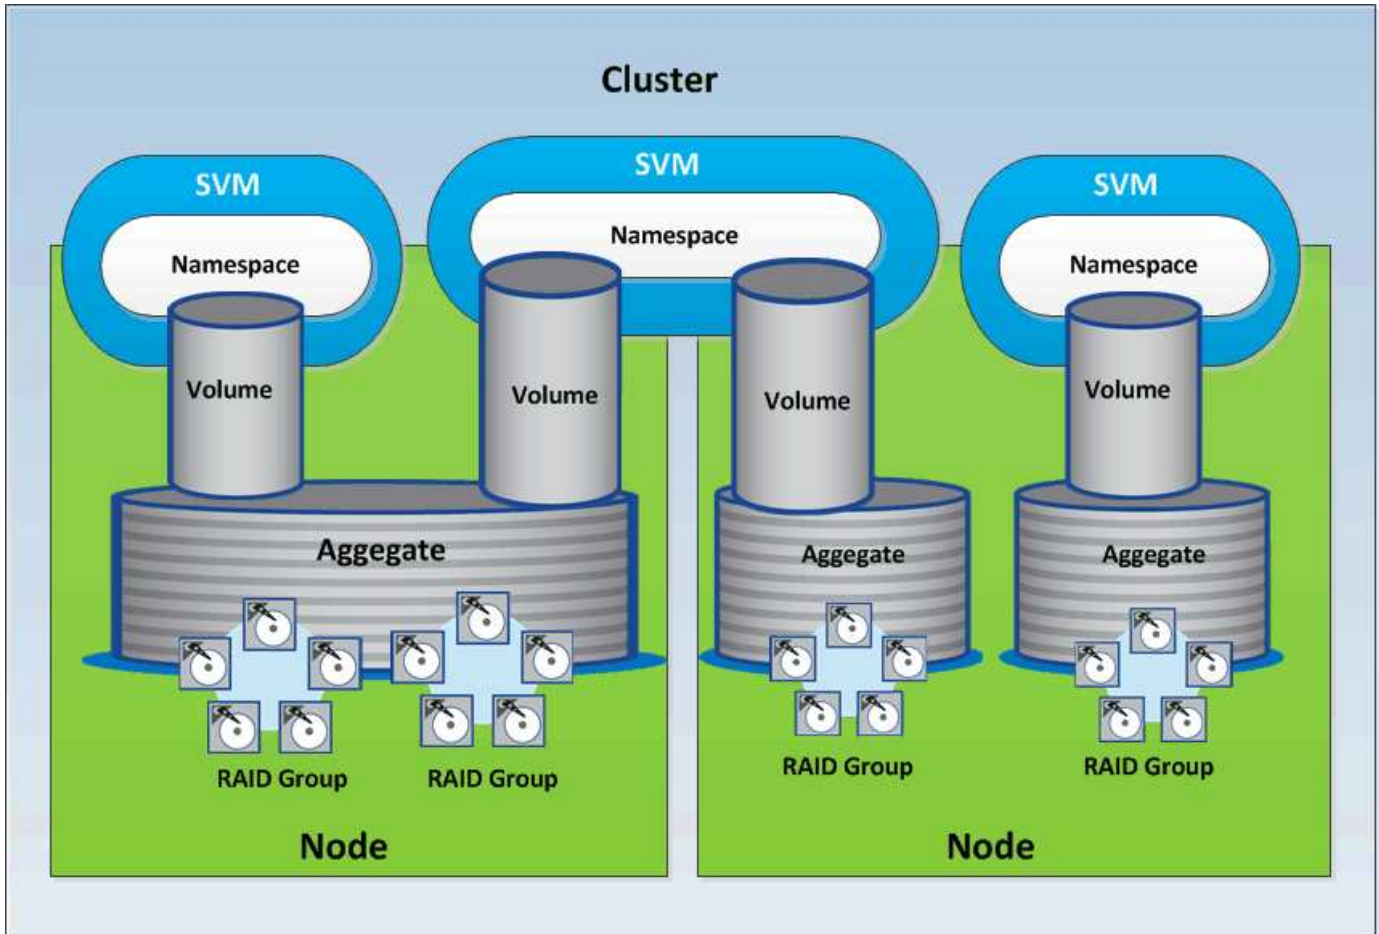 Cluster
SVM
SVM
SVM
Namespace
Namespace
Namespace
Volume
Volume
Volume
Volume
Aggegate
Aggegate
Aggegate
RAID Group
RAID Group
RAID Group
RAID Group
Node
Node